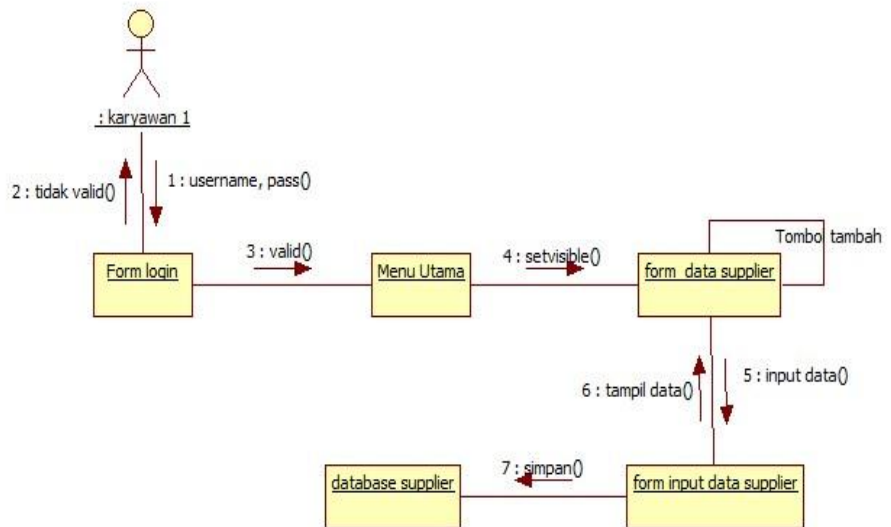 : karyawan 1
2 : tidak valid()
1 : username, pass()
Form login
3 : valid()
Menu Utama
4 : setvisible()
form data supplier
Tombol tambah
6 : tampil data()
5 : input data()
database supplier
7 : simpan()
form input data supplier